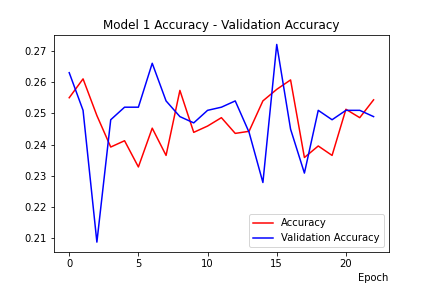 Model 1 Accuracy - Validation Accuracy
0.27
0.26
0.25
0.24
0.23
0.22
0.21
Accuracy
Validation Accuracy
0 5 10 15 20
Epoch